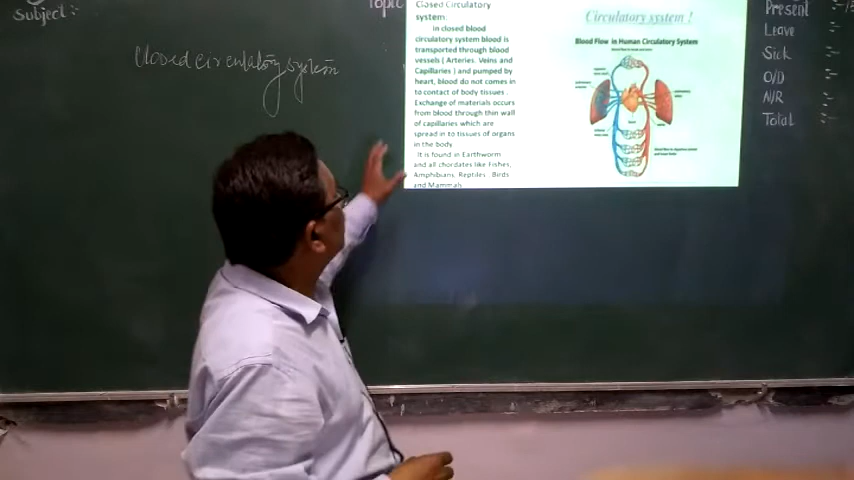 Subject:
Topic
Closed circulatory system
Closed Circulatory
system:
In closed blood
circulatory system blood is
transported through blood
vessels ( Arteries. Veins and
Capillaries ) and pumped by
heart, blood do not comes in
to contact of body tissues .
Exchange of materials occurs
from blood through thin wall
of capillaries which are
spread in to tissues of organs
in the body.
It is found in Earthworm
and all chordates like Fishes,
Amphibians, Reptiles . Birds
and Mammals
Circulatory system !
Blood Flow in Human Circulatory System
Present
Leave
Sick
O/D
N/R
Total